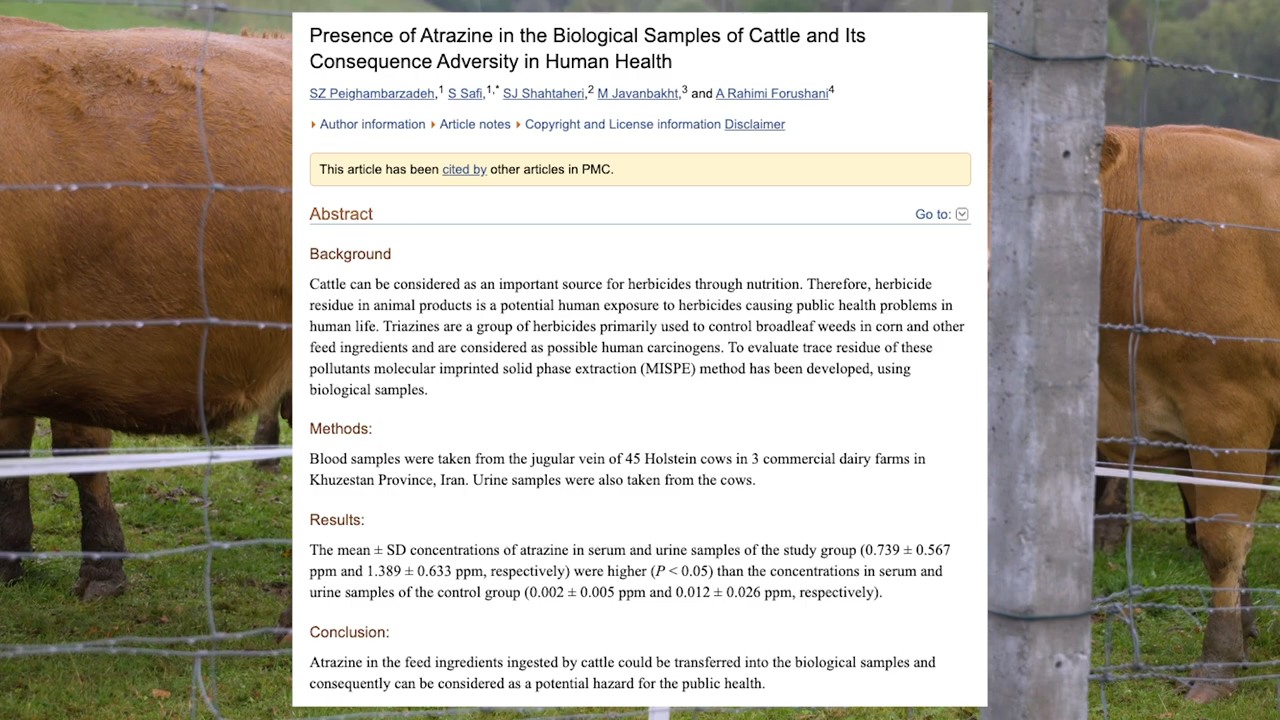 Presence of Atrazine in the Biological Samples of Cattle and Its
Consequence Adversity in Human Health
SZ Peighambarzadeh,1 S Safi,1,* SJ Shahtaheri,2 M Javanbakht,3 and A Rahimi Forushani4
Author information Article notes Copyright and License information Disclaimer
This article has been cited by other articles in PMC.
Abstract Go to:
Background
Cattle can be considered as an important source for herbicides through nutrition. Therefore, herbicide
residue in animal products is a potential human exposure to herbicides causing public health problems in
human life. Triazines are a group of herbicides primarily used to control broadleaf weeds in corn and other
feed ingredients and are considered as possible human carcinogens. To evaluate trace residue of these
pollutants molecular imprinted solid phase extraction (MISPE) method has been developed, using
biological samples.
Methods:
Blood samples were taken from the jugular vein of 45 Holstein cows in 3 commercial dairy farms in
Khuzestan Province, Iran. Urine samples were also taken from the cows.
Results:
The mean ± SD concentrations of atrazine in serum and urine samples of the study group (0.739 ± 0.567
ppm and 1.389 ± 0.633 ppm, respectively) were higher (P < 0.05) than the concentrations in serum and
urine samples of the control group (0.002 ± 0.005 ppm and 0.012 ± 0.026 ppm, respectively).
Conclusion:
Atrazine in the feed ingredients ingested by cattle could be transferred into the biological samples and
consequently can be considered as a potential hazard for the public health.